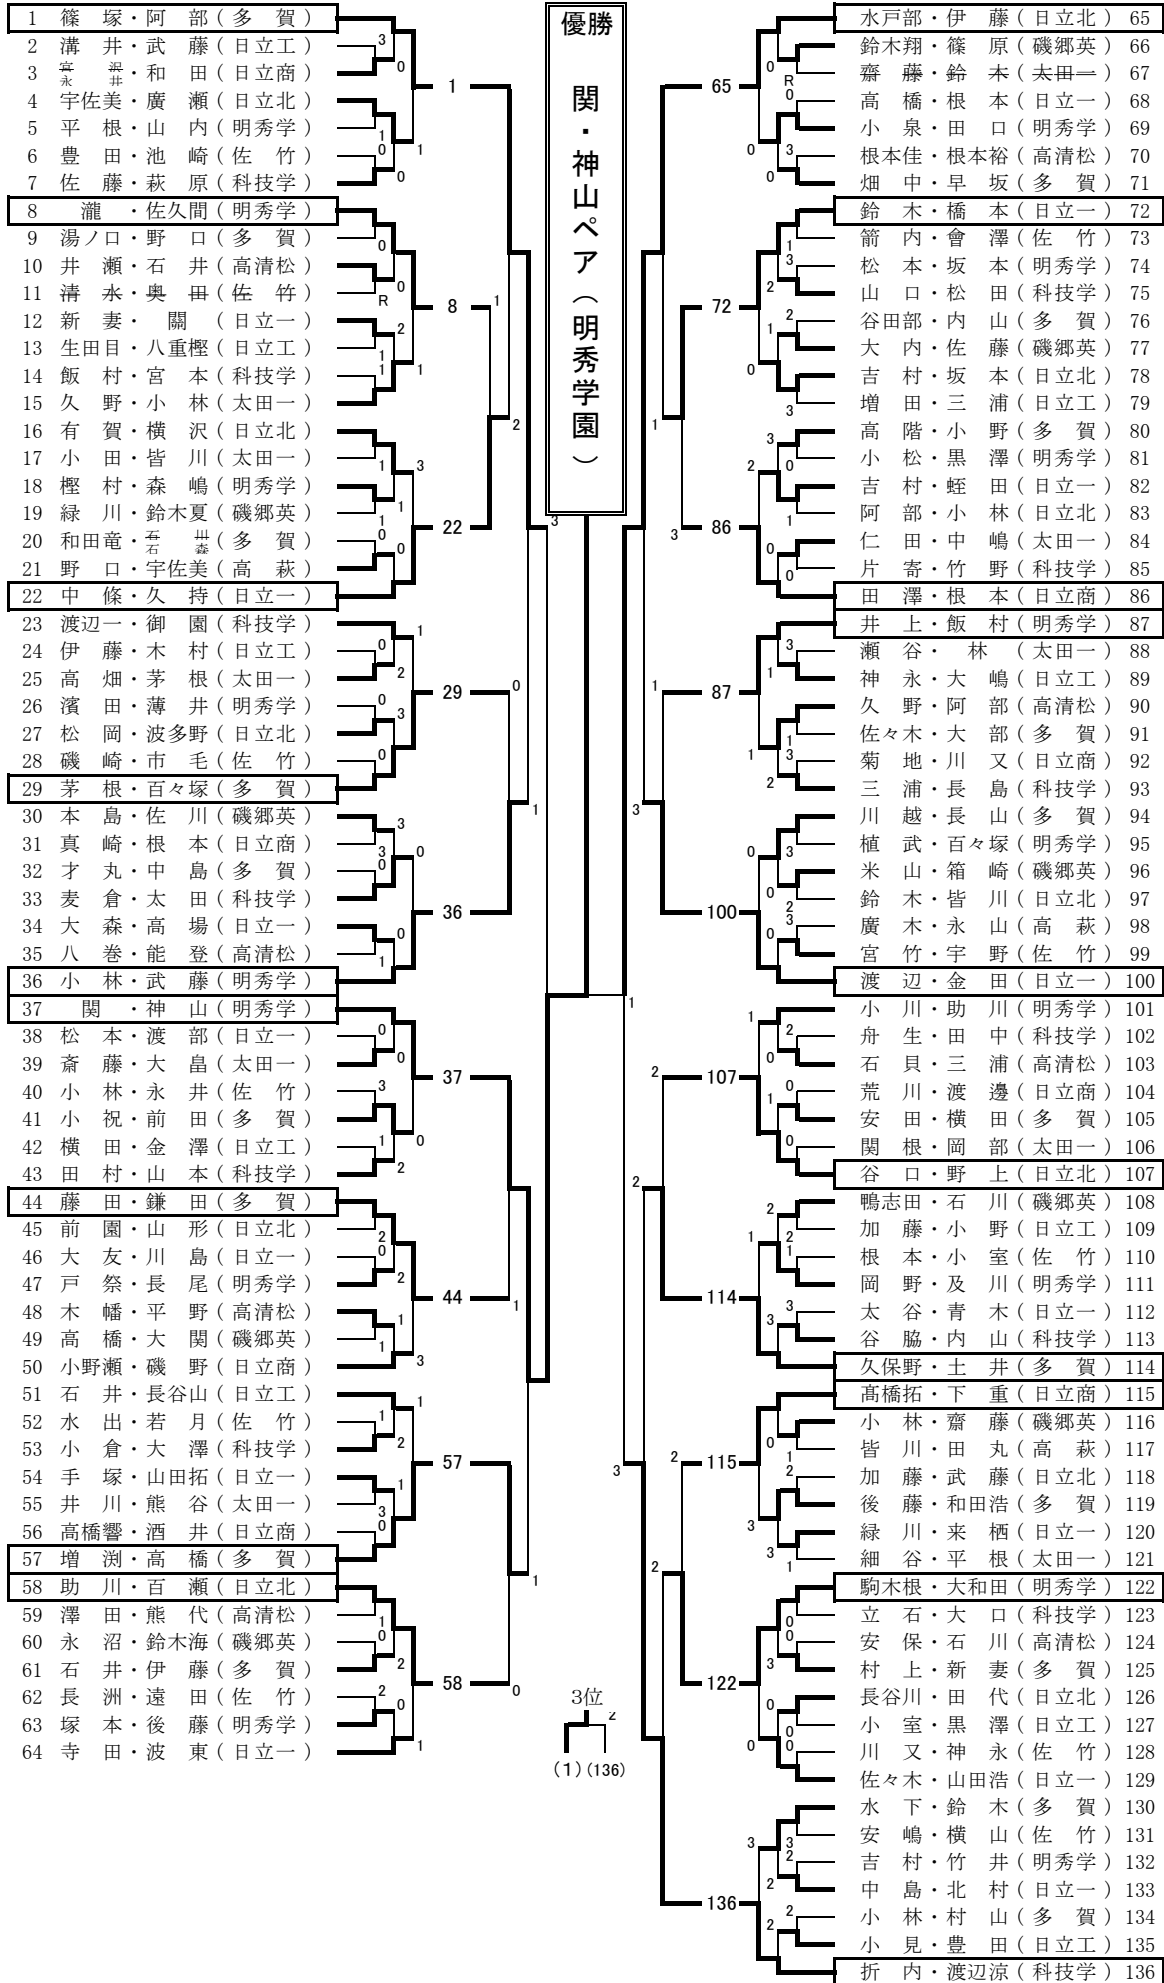 優勝 関・神山ペア（明秀学園）
1 篠塚・阿部(多賀)
2 溝井・武藤(日立工)
3 ・和田(日立商)
4 宇佐美・廣瀬(日立北)
5 平根・山内(明秀学)
6 豊田・池崎(佐竹)
7 佐藤・萩原(科技学)
8 瀧・佐久間(明秀学)
9 湯ノ口・野口(多賀)
10 井瀬・石井(高清松)
11 清水・奥田(佐竹)
12 新妻・關(日立一)
13 生田目・八重樫(日立工)
14 飯村・宮本(科技学)
15 久野・小林(太田一)
16 有賀・横沢(日立北)
17 小田・皆川(太田一)
18 樫村・森嶋(明秀学)
19 緑川・鈴木夏(磯郷英)
20 和田竜・(多賀)
21 野口・宇佐美(高萩)
22 中條・久持(日立一)
23 渡辺一・御園(科技学)
24 伊藤・木村(日立工)
25 高畑・茅根(太田一)
26 濱田・薄井(明秀学)
27 松岡・波多野(日立北)
28 磯崎・市毛(佐竹)
29 茅根・百々塚(多賀)
30 本島・佐川(磯郷英)
31 真崎・根本(日立商)
32 才丸・中島(多賀)
33 麦倉・太田(科技学)
34 大森・高場(日立一)
35 八巻・能登(高清松)
36 小林・武藤(明秀学)
37 関・神山(明秀学)
38 松本・渡部(日立一)
39 斎藤・大畠(太田一)
40 小林・永井(佐竹)
41 小祝・前田(多賀)
42 横田・金澤(日立工)
43 田村・山本(科技学)
44 藤田・鎌田(多賀)
45 前園・山形(日立北)
46 大友・川島(日立一)
47 戸祭・長尾(明秀学)
48 木幡・平野(高清松)
49 高橋・大関(磯郷英)
50 小野瀬・磯野(日立商)
51 石井・長谷山(日立工)
52 水出・若月(佐竹)
53 小倉・大澤(科技学)
54 手塚・山田拓(日立一)
55 井川・熊谷(太田一)
56 高橋響・酒井(日立商)
57 増渕・高橋(多賀)
58 助川・百瀬(日立北)
59 澤田・熊代(高清松)
60 永沼・鈴木海(磯郷英)
61 石井・伊藤(多賀)
62 長洲・遠田(佐竹)
63 塚本・後藤(明秀学)
64 寺田・波東(日立一)
3位
2
(1)(136)
水戸部・伊藤(日立北) 65
鈴木翔・篠原(磯郷英) 66
齋藤・鈴木(太田一) 67
高橋・根本(日立一) 68
小泉・田口(明秀学) 69
根本佳・根本裕(高清松) 70
畑中・早坂(多賀) 71
鈴木・橋本(日立一) 72
箭内・會澤(佐竹) 73
松本・坂本(明秀学) 74
山口・松田(科技学) 75
谷田部・内山(多賀) 76
大内・佐藤(磯郷英) 77
吉村・坂本(日立北) 78
増田・三浦(日立工) 79
高階・小野(多賀) 80
小松・黒澤(明秀学) 81
吉村・蛭田(日立一) 82
阿部・小林(日立北) 83
仁田・中嶋(太田一) 84
片寄・竹野(科技学) 85
田澤・根本(日立商) 86
井上・飯村(明秀学) 87
瀬谷・林(太田一) 88
神永・大嶋(日立工) 89
久野・阿部(高清松) 90
佐々木・大部(多賀) 91
菊地・川又(日立商) 92
三浦・長島(科技学) 93
川越・長山(多賀) 94
植武・百々塚(明秀学) 95
米山・箱崎(磯郷英) 96
鈴木・皆川(日立北) 97
廣木・永山(高萩) 98
宮竹・宇野(佐竹) 99
渡辺・金田(日立一) 100
小川・助川(明秀学) 101
舟生・田中(科技学) 102
石貝・三浦(高清松) 103
荒川・渡邊(日立商) 104
安田・横田(多賀) 105
関根・岡部(太田一) 106
谷口・野上(日立北) 107
鴨志田・石川(磯郷英) 108
加藤・小野(日立工) 109
根本・小室(佐竹) 110
岡野・及川(明秀学) 111
太谷・青木(日立一) 112
谷脇・内山(科技学) 113
久保野・土井(多賀) 114
髙橋拓・下重(日立商) 115
小林・齋藤(磯郷英) 116
皆川・田丸(高萩) 117
加藤・武藤(日立北) 118
後藤・和田浩(多賀) 119
緑川・来栖(日立一) 120
細谷・平根(太田一) 121
駒木根・大和田(明秀学) 122
立石・大口(科技学) 123
安保・石川(高清松) 124
村上・新妻(多賀) 125
長谷川・田代(日立北) 126
小室・黒澤(日立工) 127
川又・神永(佐竹) 128
佐々木・山田浩(日立一) 129
水下・鈴木(多賀) 130
安嶋・横山(佐竹) 131
吉村・竹井(明秀学) 132
中島・北村(日立一) 133
小林・村山(多賀) 134
小見・豊田(日立工) 135
折内・渡辺涼(科技学) 136